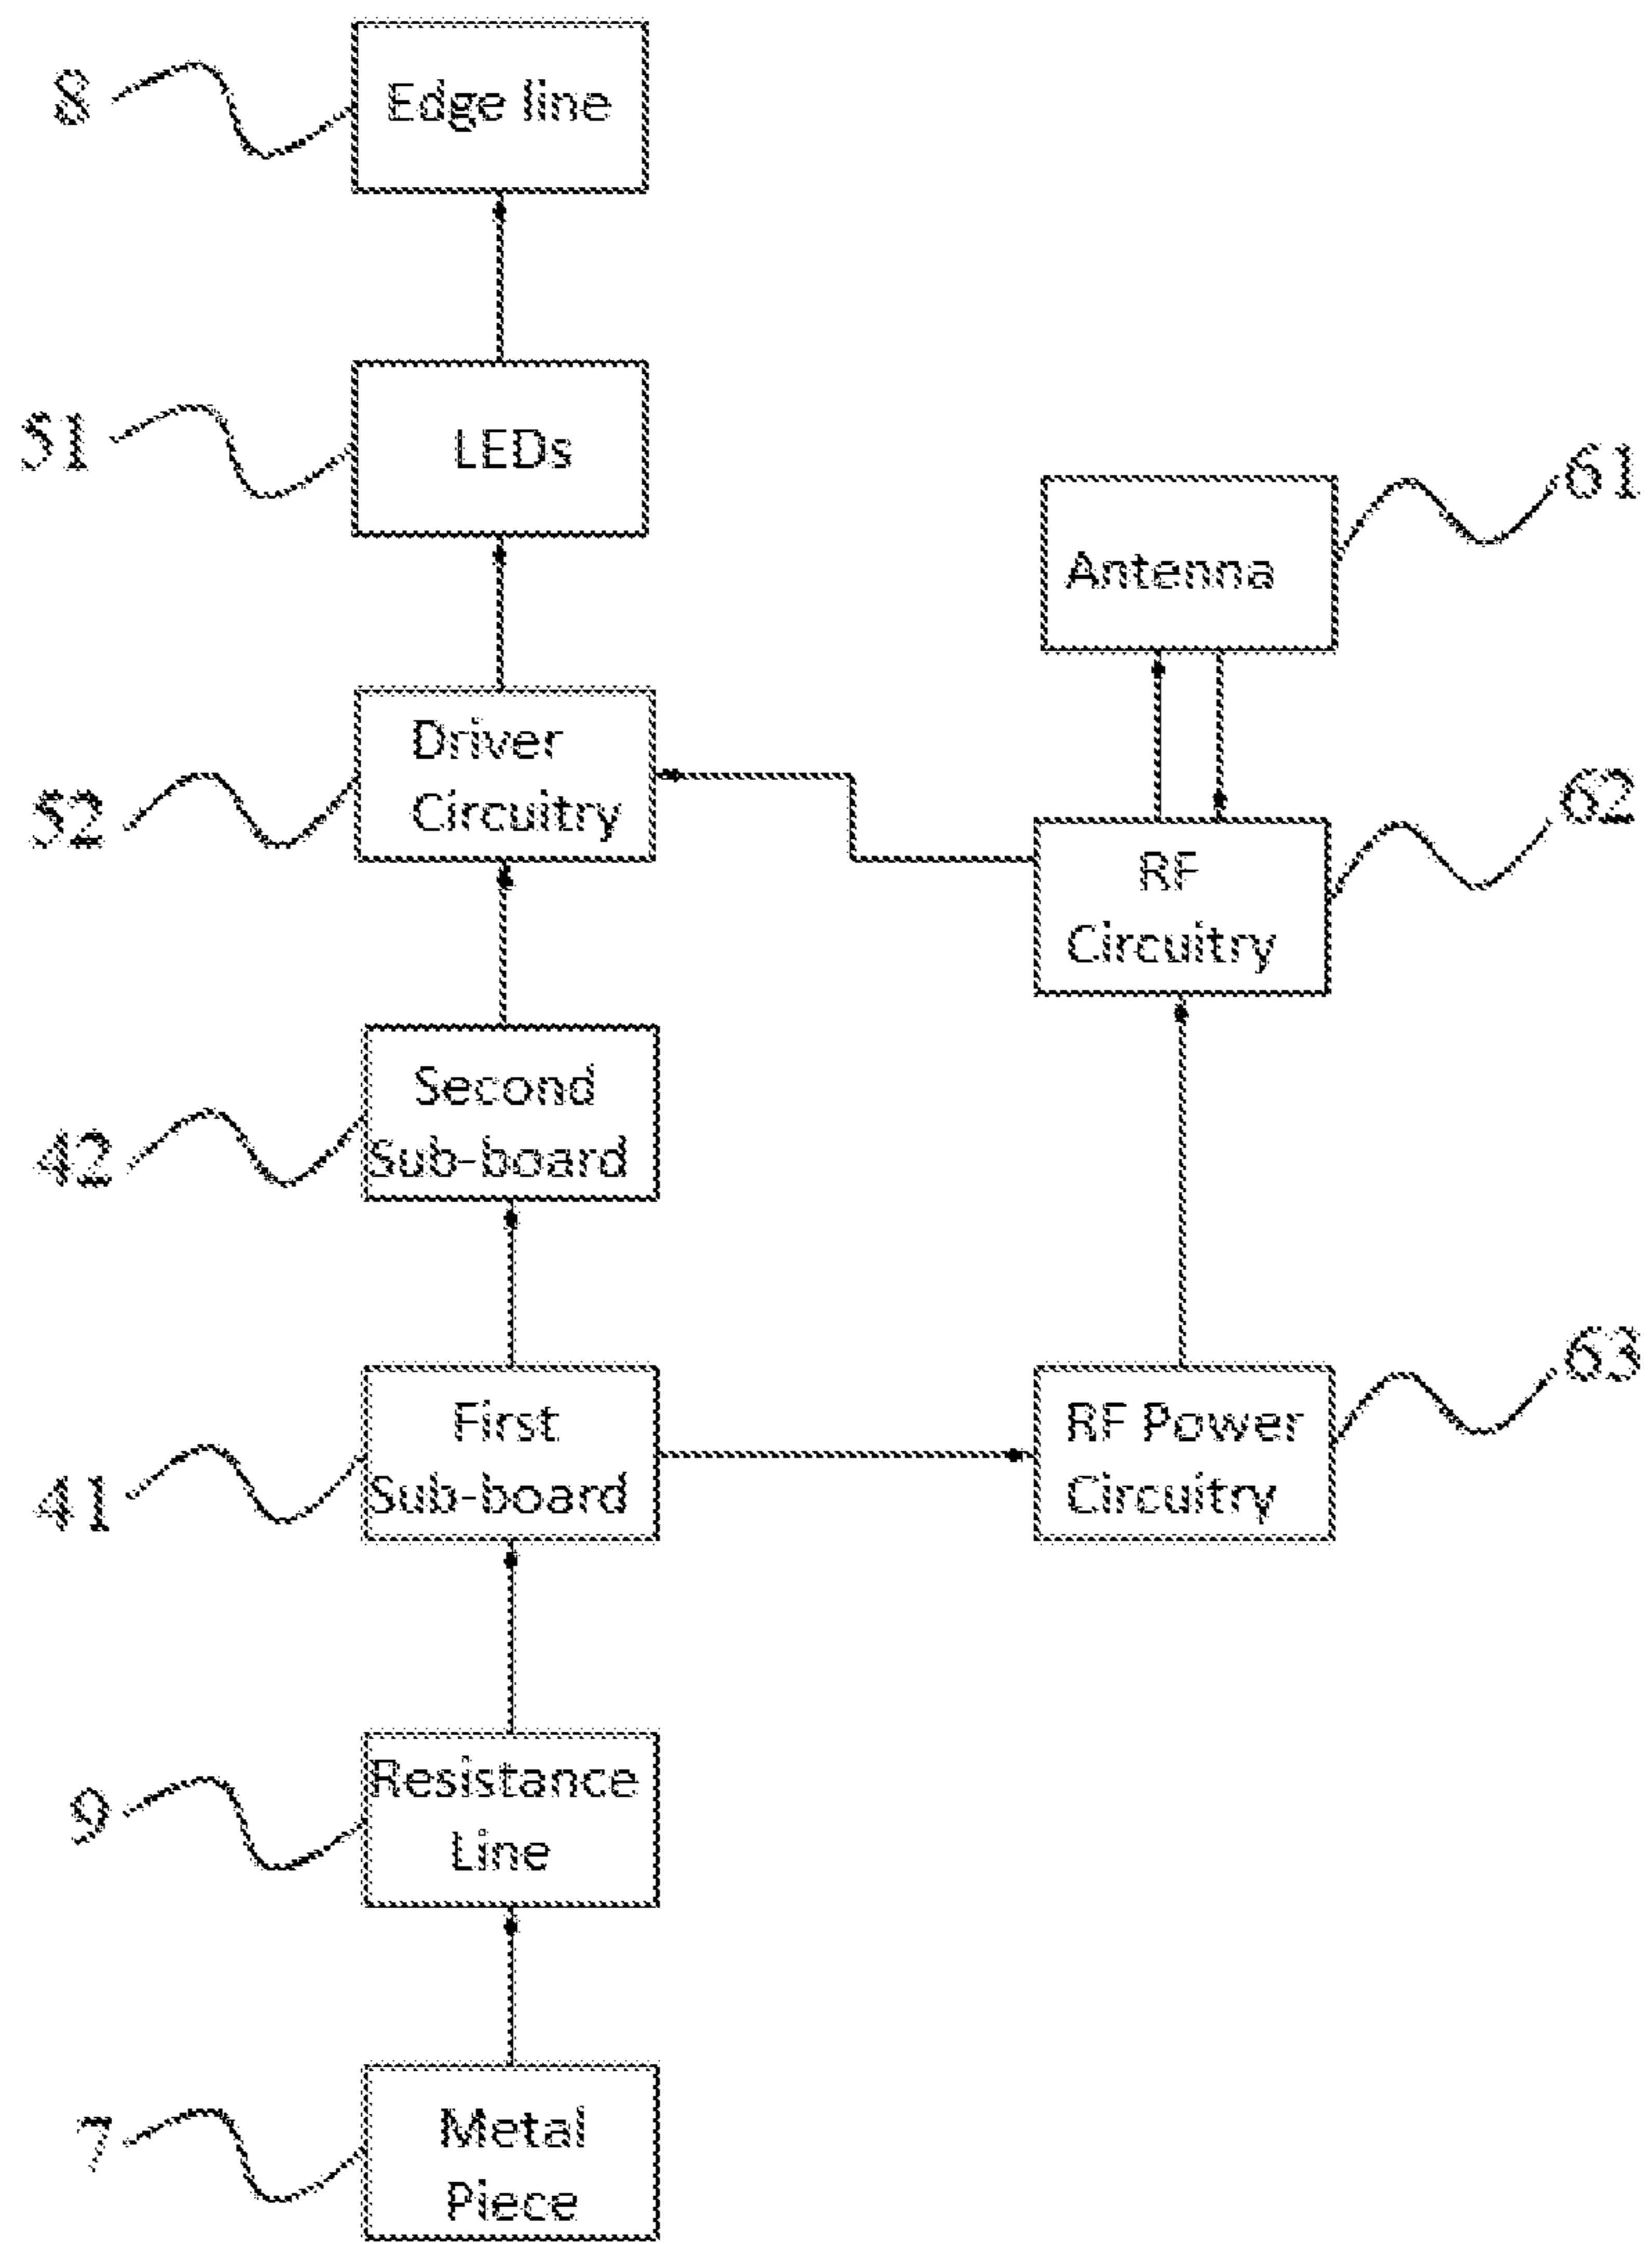 8
Edge line
51
LEDs
61
Antenna
52
Driver
Circuitry
62
RF
Circuitry
42
Second
Sub-board
41
First
Sub-board
63
RF Power
Circuitry
9
Resistance
Line
7
Metal
Piece